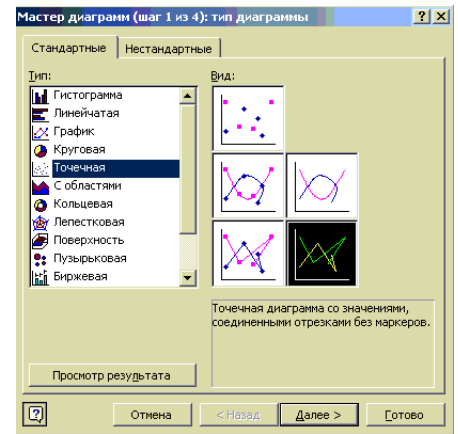 Мастер диаграмм (шаг 1 из 4): тип диаграммы
Стандартные
Нестандартные
Тип:
Вид:
Гистограмма
Линейчатая
График
Круговая
Точечная
С областями
Кольцевая
Лепестковая
Поверхность
Пузырьковая
Биржевая
Точечная диаграмма со значениями,
соединенными отрезками без маркеров.
Просмотр результата
Отмена
< Назад
Далее >
Готово